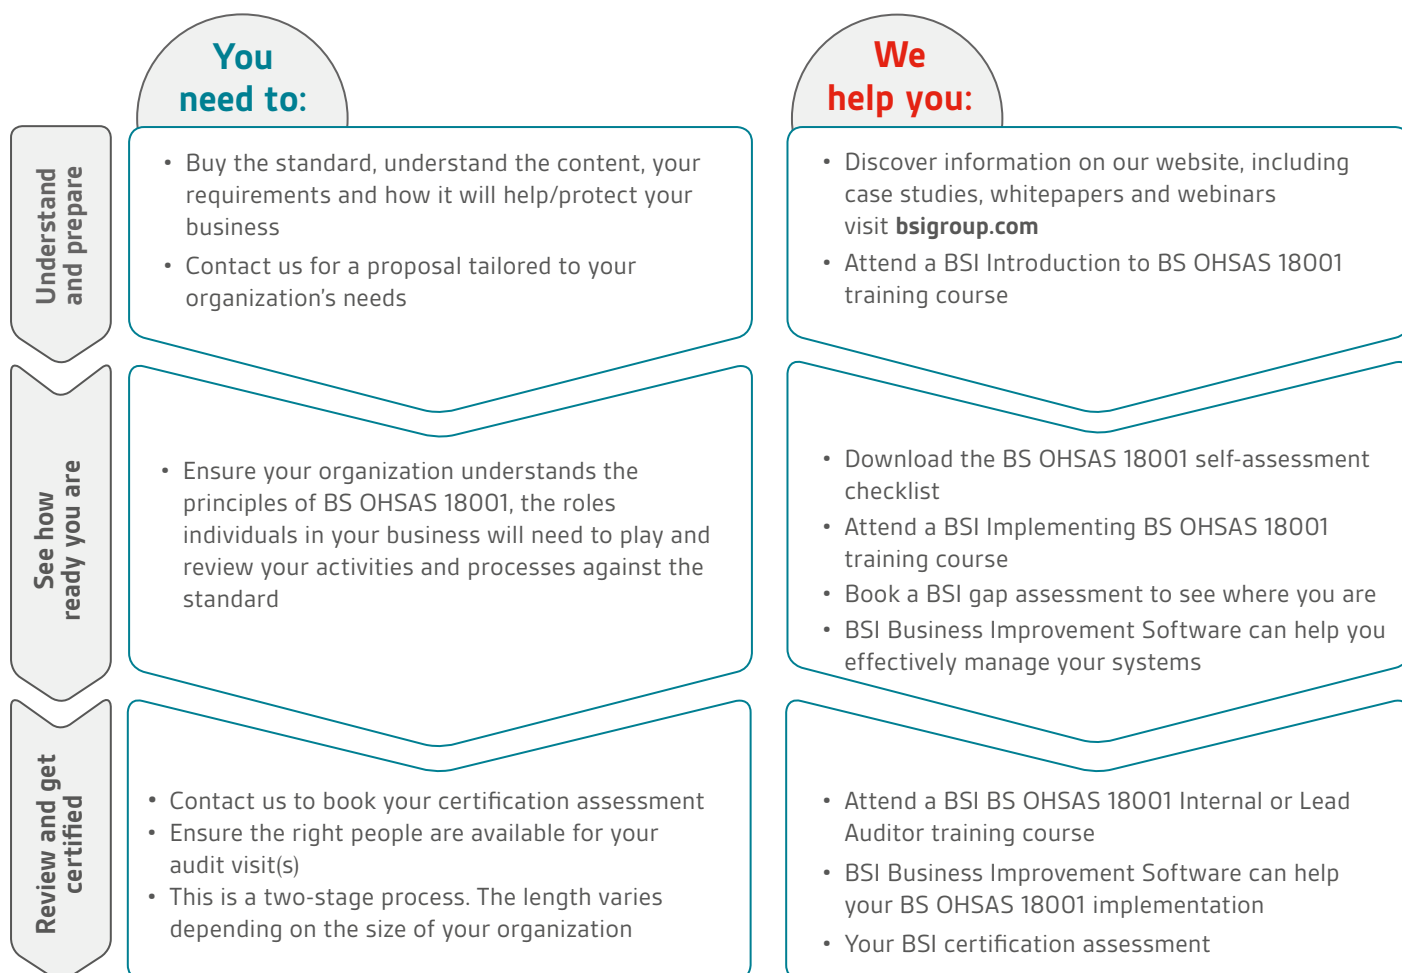 You
need to:
We
help you:
Understand
and prepare
• Buy the standard, understand the content, your
requirements and how it will help/protect your
business
• Contact us for a proposal tailored to your
organization’s needs
• Discover information on our website, including
case studies, whitepapers and webinars
visit bsigroup.com
• Attend a BSI Introduction to BS OHSAS 18001
training course
See how
ready you are
• Ensure your organization understands the
principles of BS OHSAS 18001, the roles
individuals in your business will need to play and
review your activities and processes against the
standard
• Download the BS OHSAS 18001 self-assessment
checklist
• Attend a BSI Implementing BS OHSAS 18001
training course
• Book a BSI gap assessment to see where you are
• BSI Business Improvement Software can help you
effectively manage your systems
Review and get
certified
• Contact us to book your certification assessment
• Ensure the right people are available for your
audit visit(s)
• This is a two-stage process. The length varies
depending on the size of your organization
• Attend a BSI BS OHSAS 18001 Internal or Lead
Auditor training course
• BSI Business Improvement Software can help
your BS OHSAS 18001 implementation
• Your BSI certification assessment